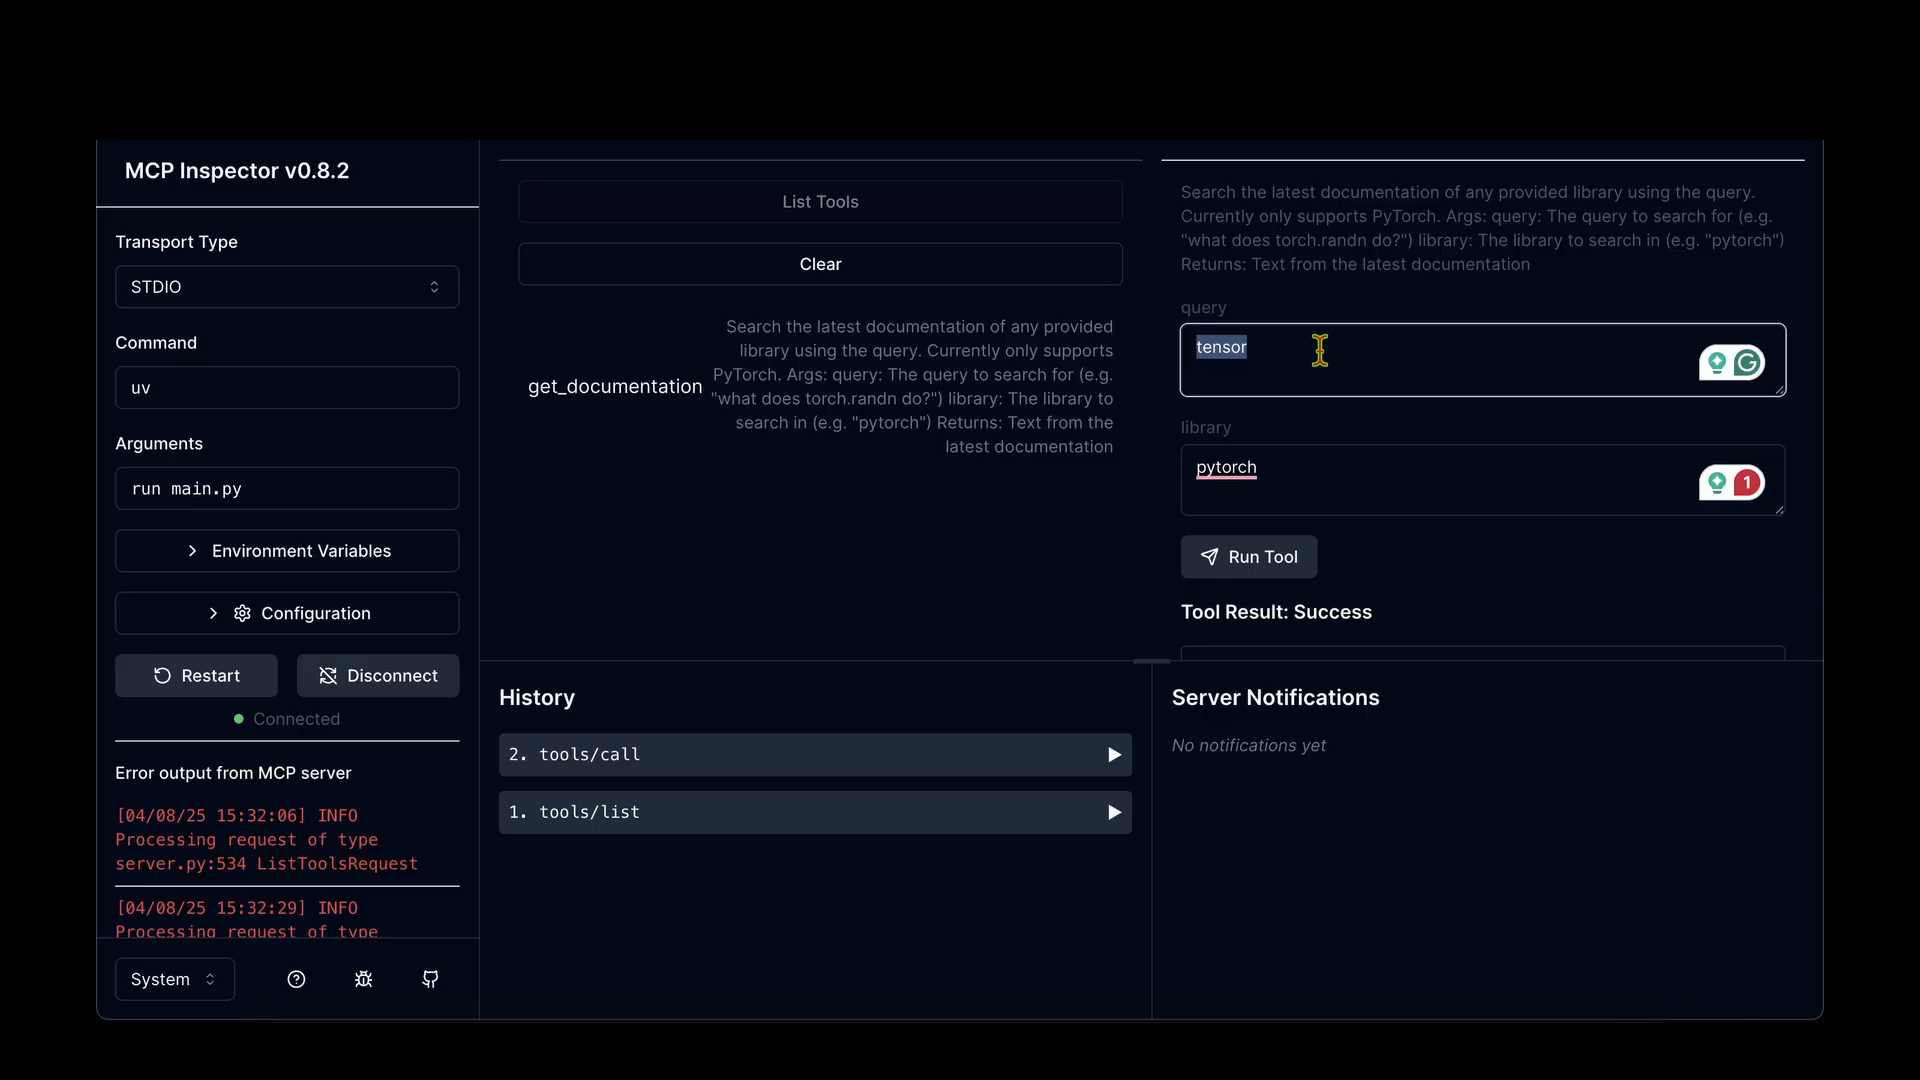 MCP Inspector v0.8.2
Transport Type
STDIO
Command
uv
Arguments
run main.py
Environment Variables
Configuration
Restart
Disconnect
Connected
Error output from MCP server
[04/08/25 15:32:06] INFO
Processing request of type
server.py:534 ListToolsRequest
[04/08/25 15:32:29] INFO
Processing request of type
System
List Tools
Clear
get_documentation
Search the latest documentation of any provided
library using the query. Currently only supports
PyTorch. Args: query: The query to search for (e.g.
"what does torch.randn do?") library: The library to
search in (e.g. "pytorch") Returns: Text from the
latest documentation
Search the latest documentation of any provided library using the query.
Currently only supports PyTorch. Args: query: The query to search for (e.g.
"what does torch.randn do?") library: The library to search in (e.g. "pytorch")
Returns: Text from the latest documentation
query
tensor
library
pytorch
1
Run Tool
Tool Result: Success
History
2. tools/call
1. tools/list
Server Notifications
No notifications yet